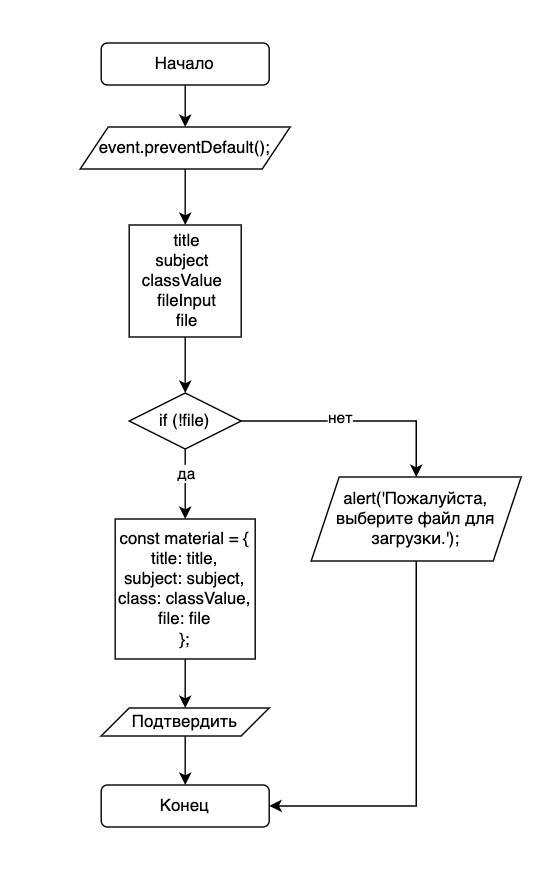 Начало
event.preventDefault();
title
subject
classValue
fileInput
file
if (!file)
нет
да
alert('Пожалуйста,
выберите файл для
загрузки.');
const material = {
title: title,
subject: subject,
class: classValue,
file: file
};
Подтвердить
Конец